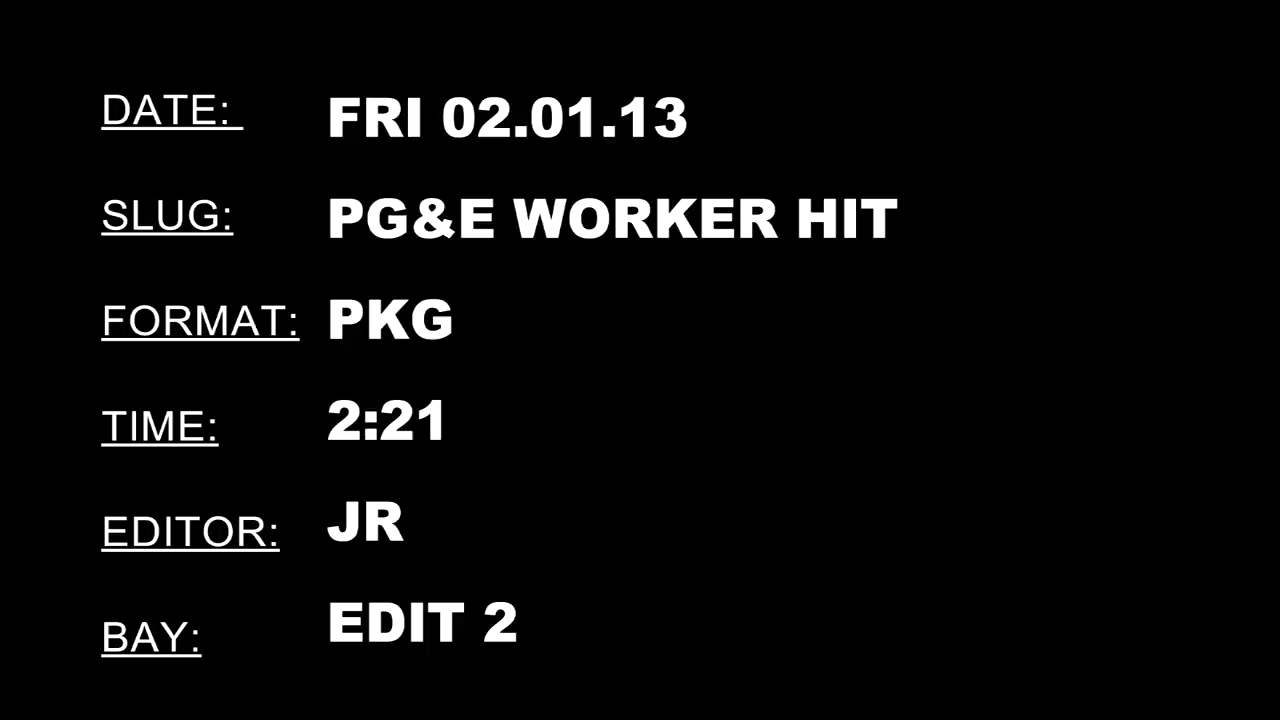 DATE: FRI 02.01.13
SLUG: PG&E WORKER HIT
FORMAT: PKG
TIME: 2:21
EDITOR: JR
BAY: EDIT 2